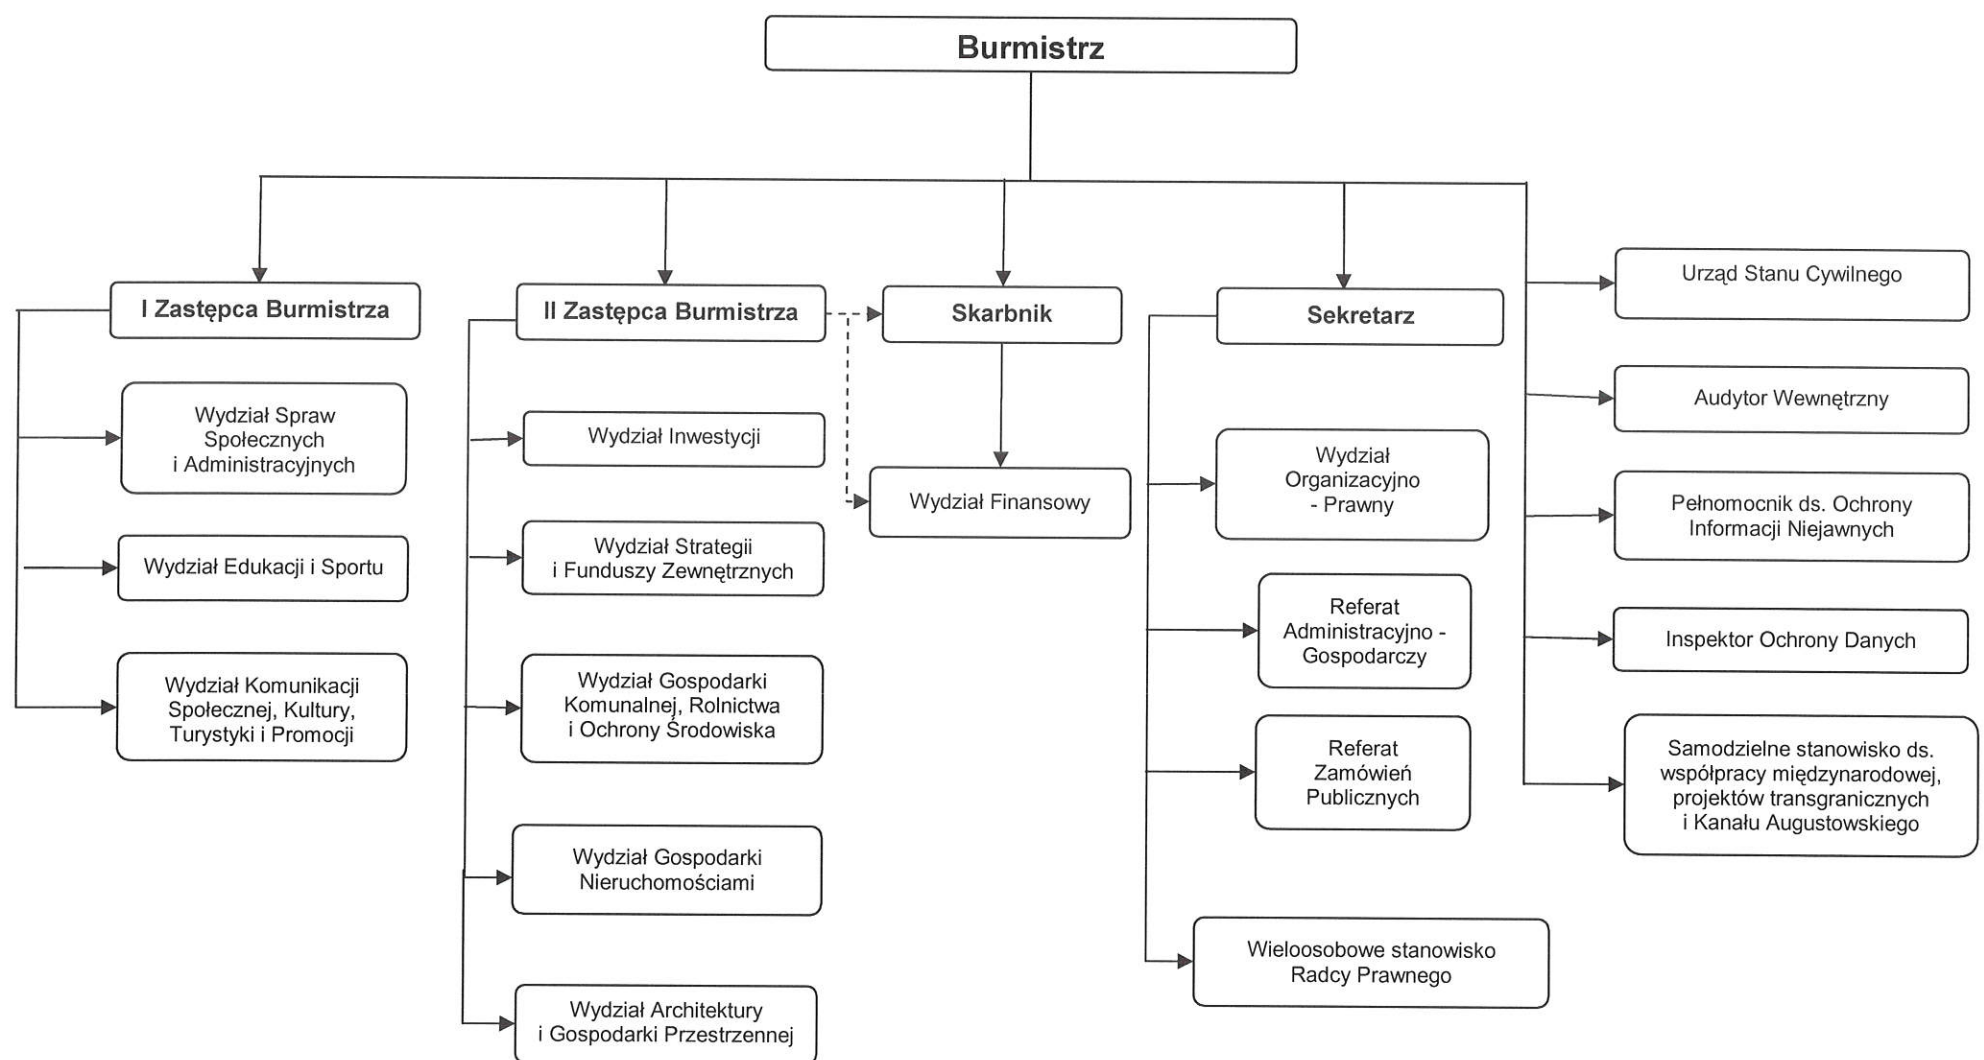 Burmistrz
I Zastępca Burmistrza
Wydział Spraw
Społecznych
i Administracyjnych
Wydział Edukacji i Sportu
Wydział Komunikacji
Społecznej, Kultury,
Turystyki i Promocji
II Zastępca Burmistrza
Wydział Inwestycji
Wydział Strategii
i Funduszy Zewnętrznych
Wydział Gospodarki
Komunalnej, Rolnictwa
i Ochrony Środowiska
Wydział Gospodarki
Nieruchomościami
Wydział Architektury
i Gospodarki Przestrzennej
Skarbnik
Wydział Finansowy
Sekretarz
Wydział
Organizacyjno
- Prawny
Referat
Administracyjno -
Gospodarczy
Referat
Zamówień
Publicznych
Wieloosobowe stanowisko
Radcy Prawnego
Urząd Stanu Cywilnego
Audytor Wewnętrzny
Pełnomocnik ds. Ochrony
Informacji Niejawnych
Inspektor Ochrony Danych
Samodzielne stanowisko ds.
współpracy międzynarodowej,
projektów transgranicznych
i Kanału Augustowskiego